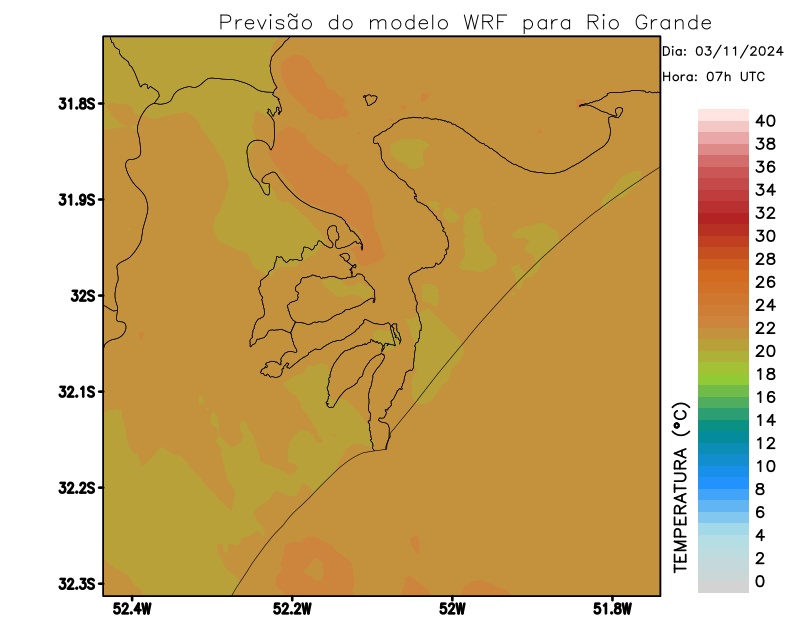 Previsão do modelo WRF para Rio Grande
Dia: 03/11/2024
Hora: 07h UTC
31.8S
31.9S
32S
32.1S
32.2S
32.3S
52.4W
52.2W
52W
51.8W
TEMPERATURA (°C)
40
38
36
34
32
30
28
26
24
22
20
18
16
14
12
10
8
6
4
2
0